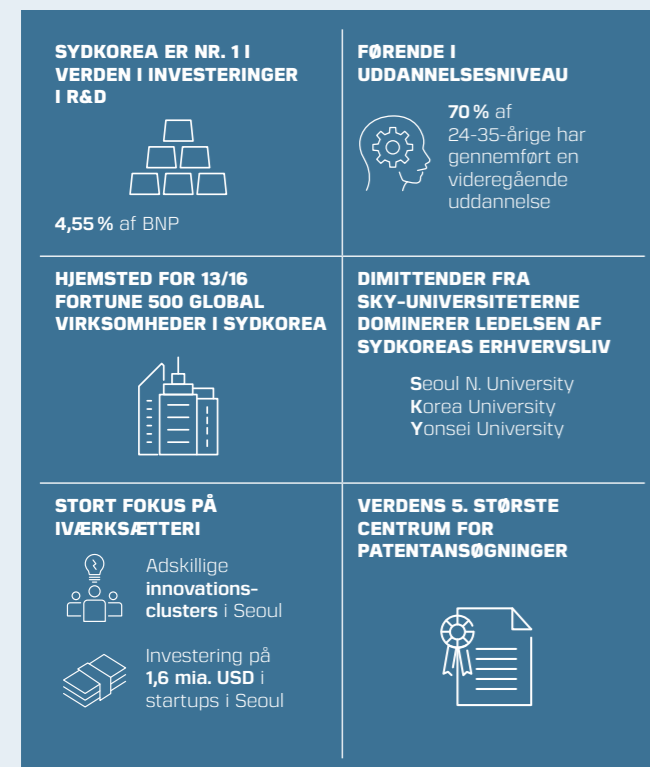 SYDKOREA ER NR. 1 I
VERDEN I INVESTERINGER
I R&D
4,55 % af BNP
FØRENDE I
UDDANNELSESNIVEAU
70 % af
24-35-årige har
gennemført en
videregående
uddannelse
HJEMSTED FOR 13/16
FORTUNE 500 GLOBAL
VIRKSOMHEDER I SYDKOREA
DIMITTENDER FRA
SKY-UNIVERSITETERNE
DOMINERER LEDELSEN AF
SYDKOREAS ERHVERVSLIV
Seoul N. University
Korea University
Yonsei University
STORT FOKUS PÅ
IVÆRKSÆTTERI
Adskillige
innovations-
clusters i Seoul
Investering på
1,6 mia. USD i
startups i Seoul
VERDENS 5. STØRSTE
CENTRUM FOR
PATENTANSØGNINGER